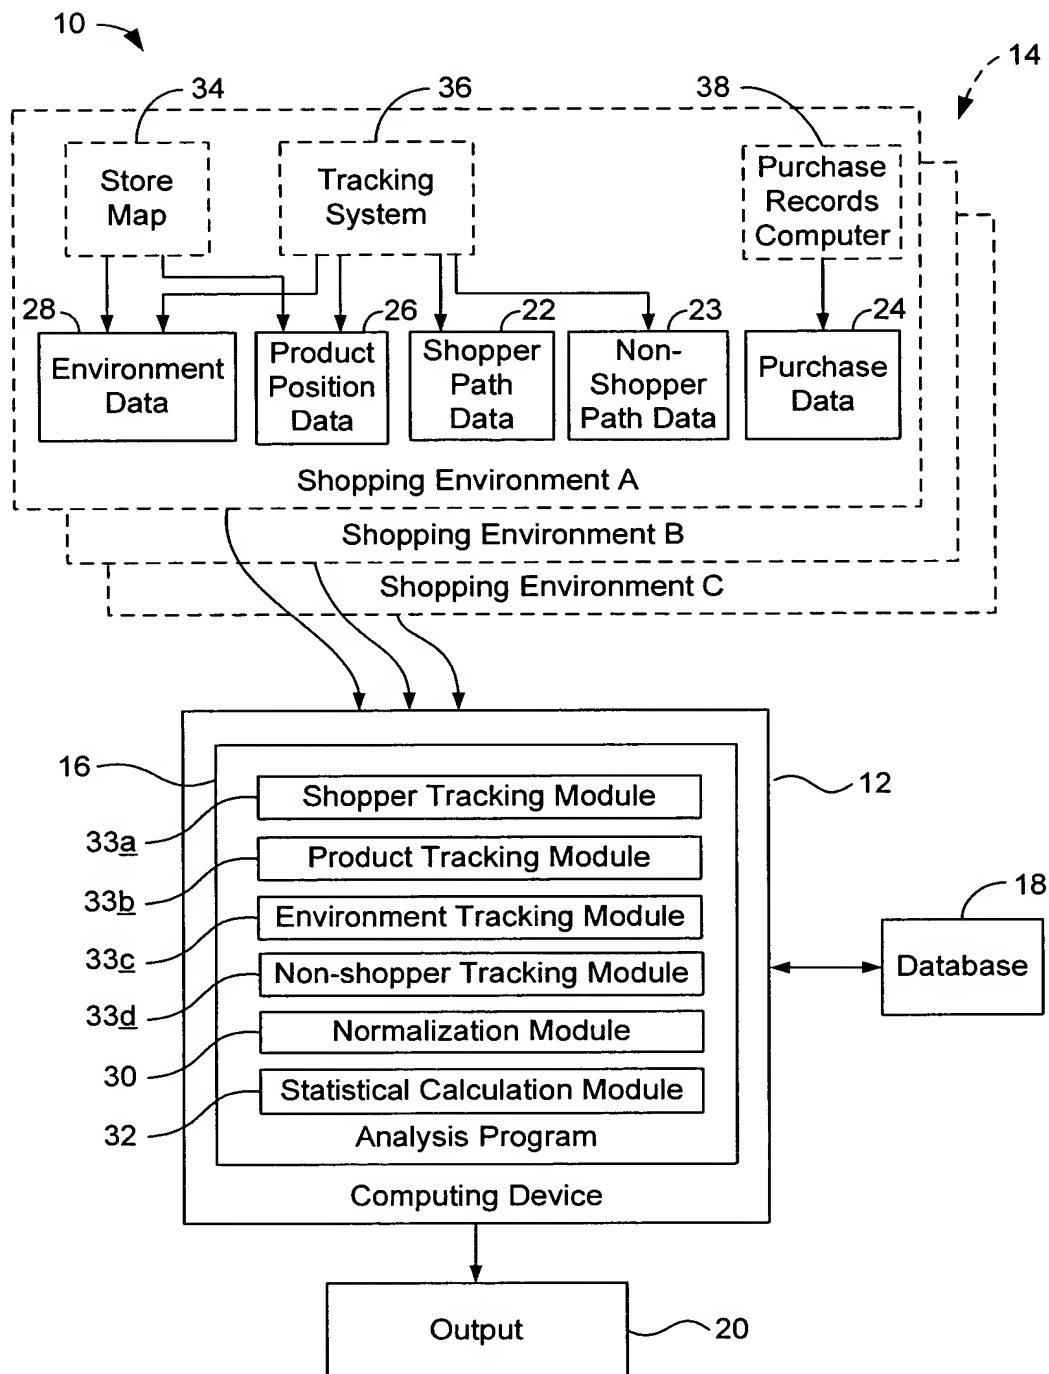 10
14
34
36
38
Store
Map
Tracking
System
Purchase
Records
Computer
28
26
22
23
24
Environment
Data
Product
Position
Data
Shopper
Path
Data
Non-
Shopper
Path Data
Purchase
Data
Shopping Environment A
Shopping Environment B
Shopping Environment C
16
12
Shopper Tracking Module
33a
Product Tracking Module
33b
Environment Tracking Module
33c
Non-shopper Tracking Module
33d
Normalization Module
30
Statistical Calculation Module
32
Analysis Program
Computing Device
18
Database
Output
20